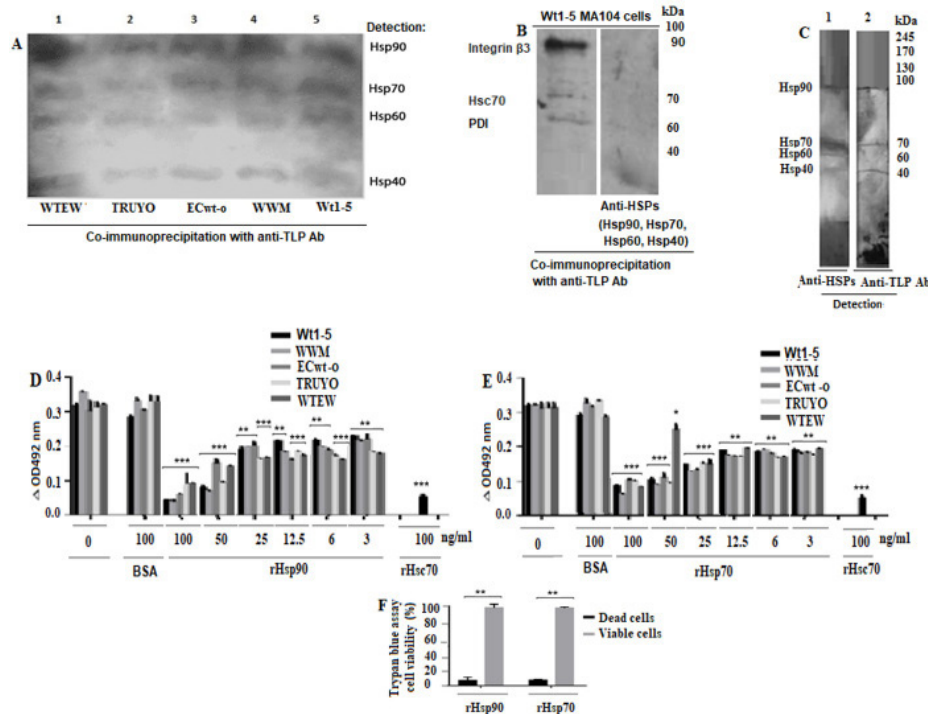 1 2 3 4 5 Detection:
A
Hsp90
Hsp70
Hsp60
Hsp40
WTEW TRUYO ECwt-o WWM Wt1-5
Co-immunoprecipitation with anti-TLP Ab
Wt1-5 MA104 cells
kDa
B
Integrin β3
Hsc70
PDI
100
90
70
60
40
Anti-HSPs
(Hsp90, Hsp70,
Hsp60, Hsp40)
Co-immunoprecipitation
with anti-TLP Ab
1 2 kDa
C
245
170
130
100
70
60
40
Hsp90
Hsp70
Hsp60
Hsp40
Anti-HSPs Anti-TLP Ab
Detection
D
Wt1-5
WWM
ECwt-o
TRUYO
WTEW
Δ OD492 nm
0.4
0.3
0.2
0.1
0.0
*** *** ** *** ** *** ** *** ** ***
0 100 100 50 25 12.5 6 3 100 ng/ml
BSA rHsp90 rHsc70
E
Wt1-5
WWM
ECwt -o
TRUYO
WTEW
Δ OD492 nm
0.4
0.3
0.2
0.1
0.0
*** *** * *** ** ** ** ***
0 100 100 50 25 12.5 6 3 100 ng/ml
BSA rHsp70 rHsc70
F
Trypan blue assay
cell viability (%)
100
80
60
40
20
0
** **
Dead cells
Viable cells
rHsp90 rHsp70